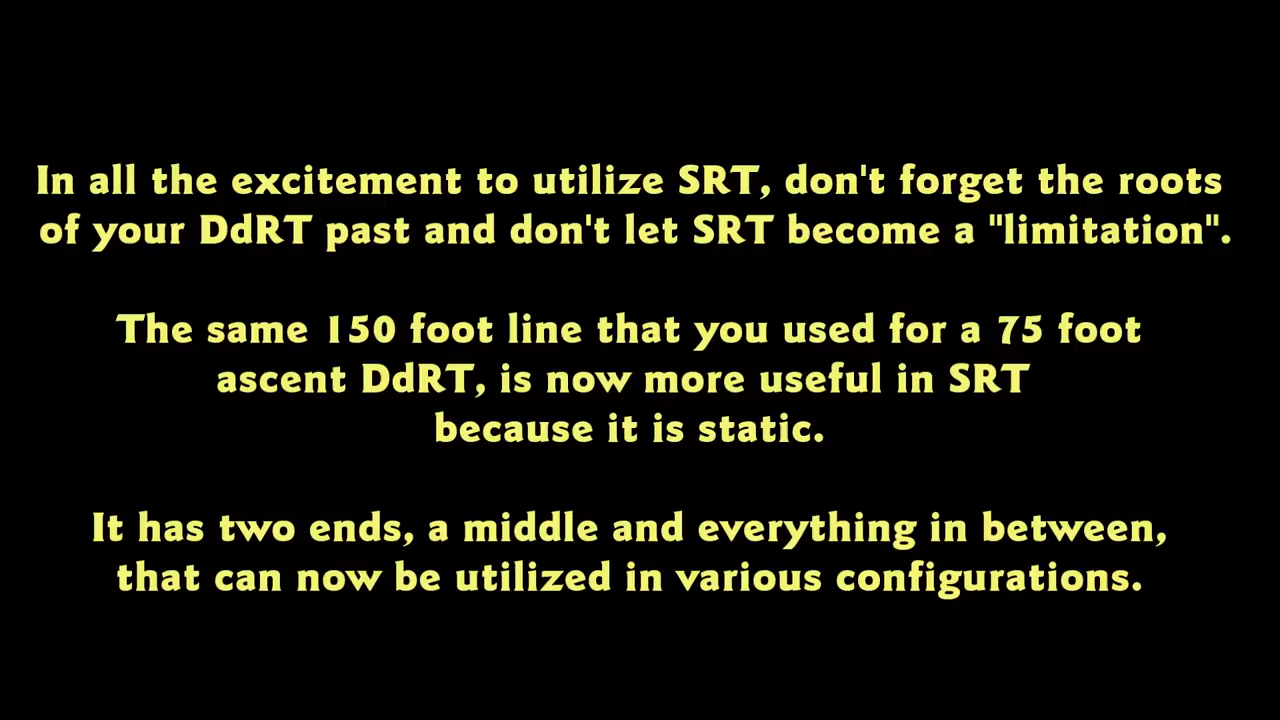 In all the excitement to utilize SRT, don't forget the roots
of your DdRT past and don't let SRT become a "limitation".
The same 150 foot line that you used for a 75 foot
ascent DdRT, is now more useful in SRT
because it is static.
It has two ends, a middle and everything in between,
that can now be utilized in various configurations.